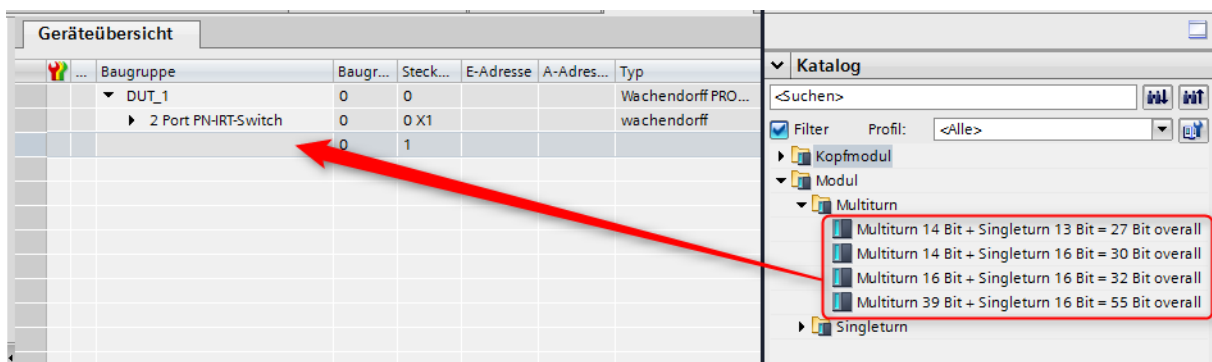 Geräteübersicht
... Baugruppe Baugr... Steck... E-Adresse A-Adres... Typ
DUT_1 0 0 Wachendorff PRO...
2 Port PN-IRT-Switch 0 0 X1 wachendorff
0 1
Katalog
<Suchen>
Filter Profil: <Alle>
Kopfmodul
Modul
Multiturn
Multiturn 14 Bit + Singleturn 13 Bit = 27 Bit overall
Multiturn 14 Bit + Singleturn 16 Bit = 30 Bit overall
Multiturn 16 Bit + Singleturn 16 Bit = 32 Bit overall
Multiturn 39 Bit + Singleturn 16 Bit = 55 Bit overall
Singleturn